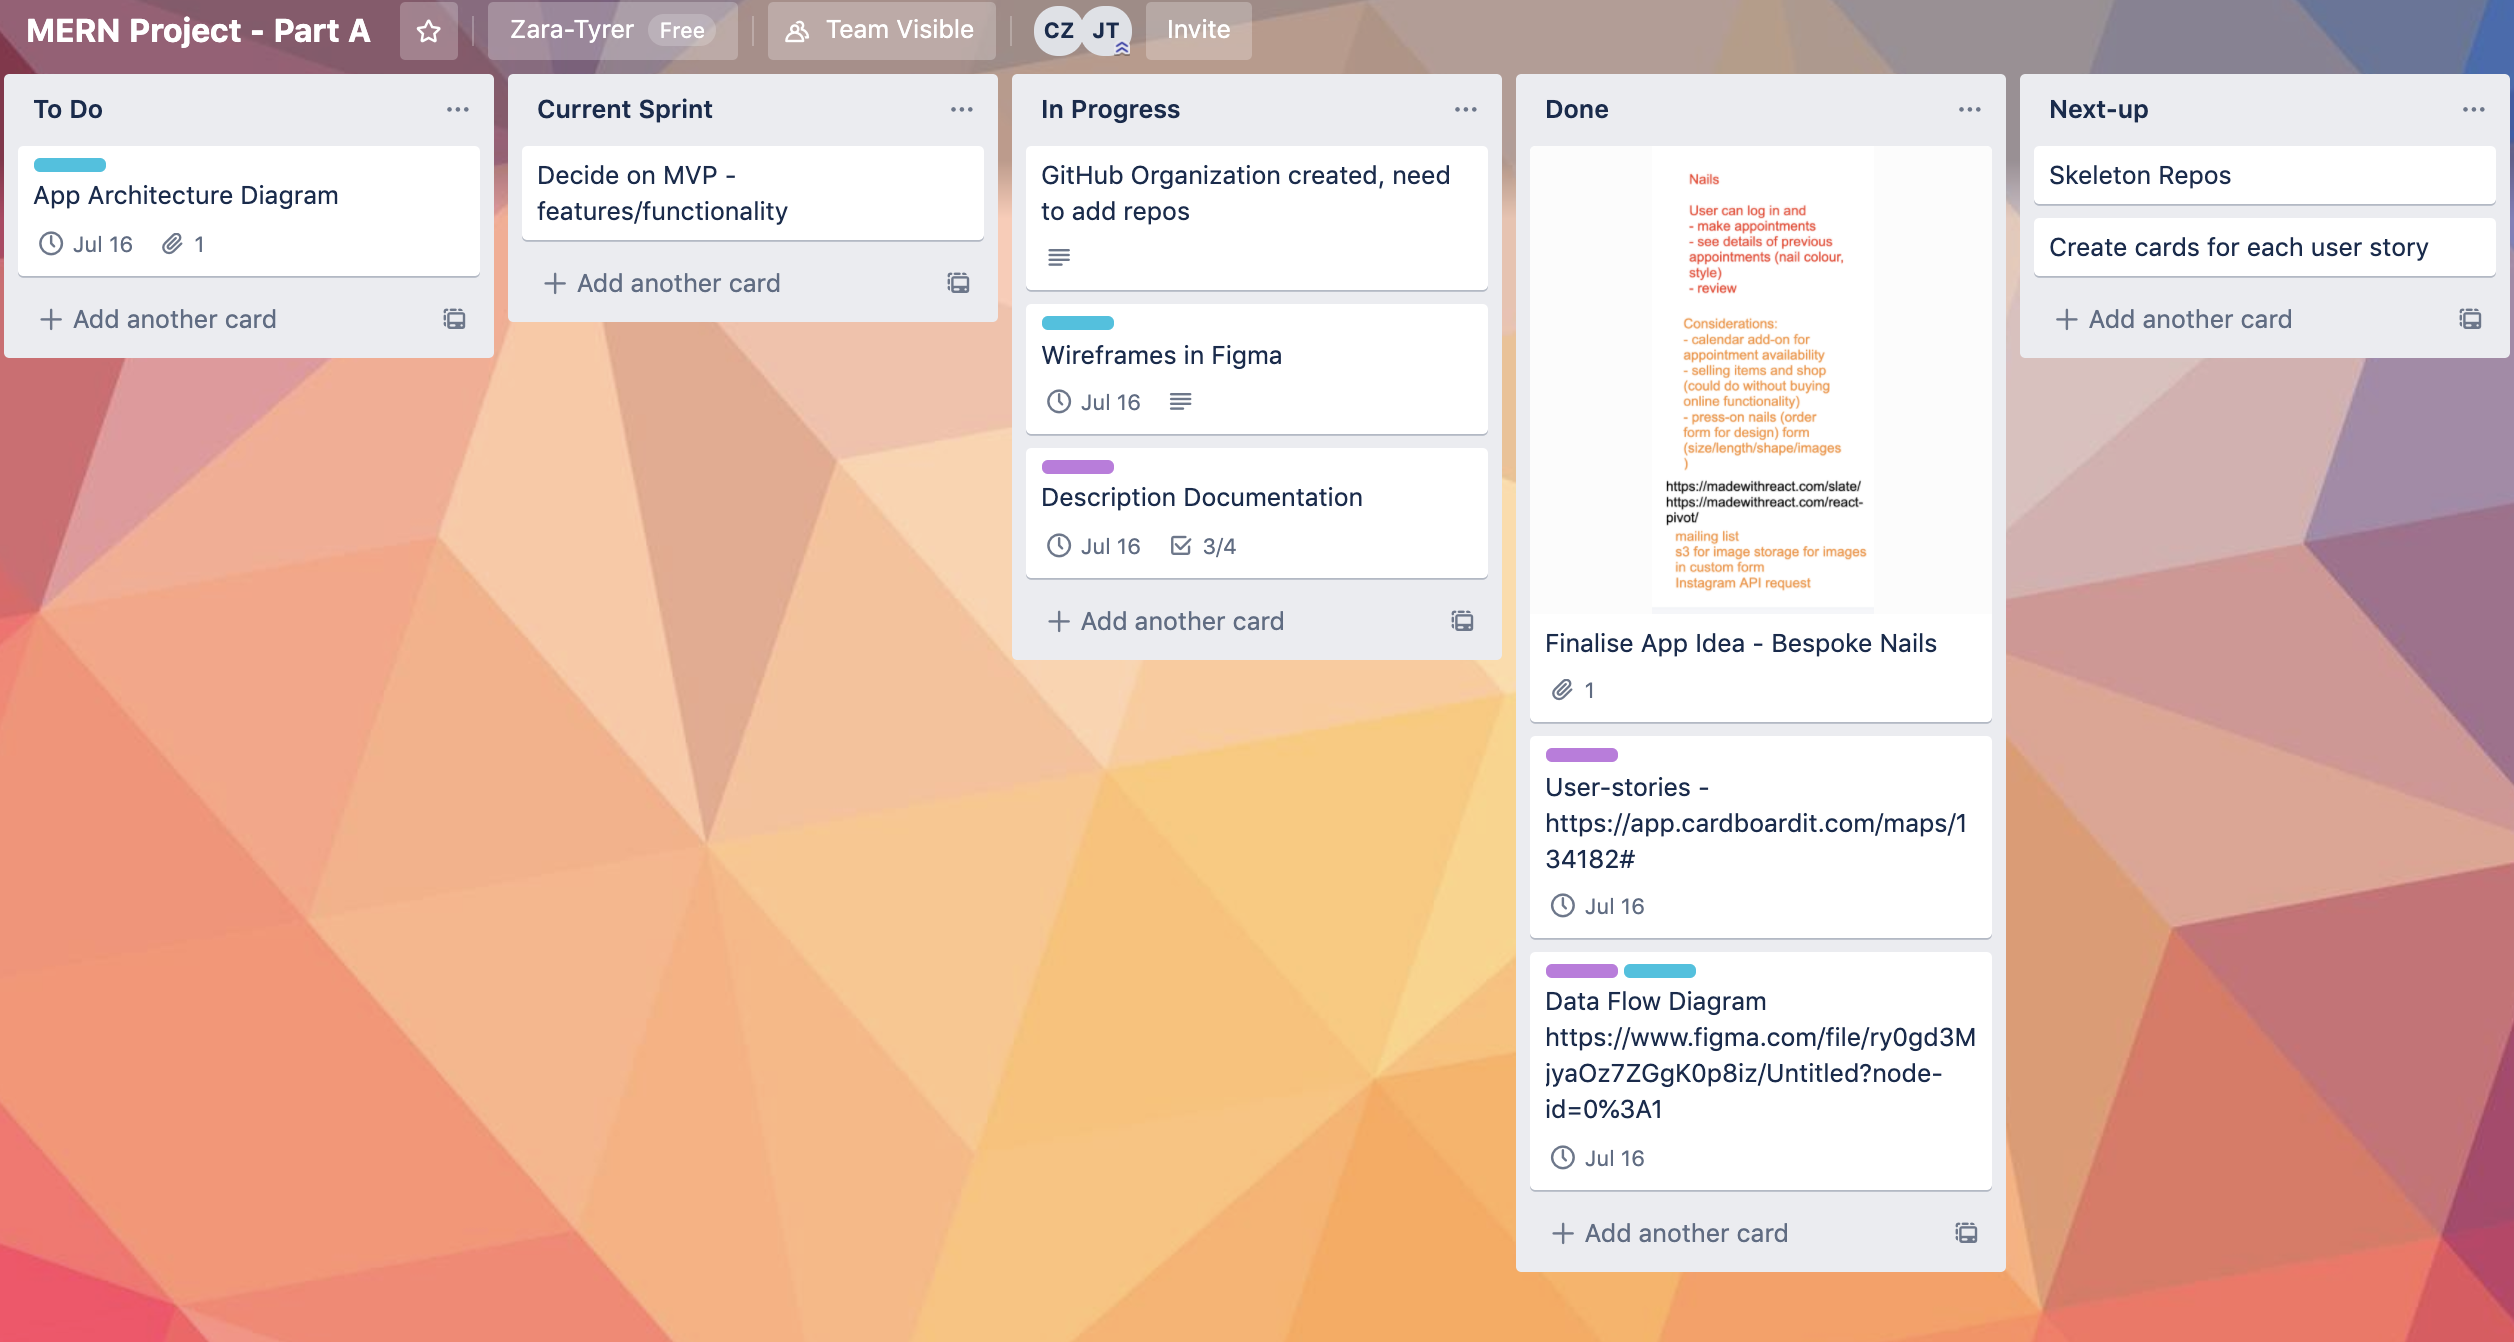 MERN Project - Part A
Zara-Tyrer Free
Team Visible
CZ
JT
Invite
To Do
App Architecture Diagram
Jul 16 1
+ Add another card
Current Sprint
Decide on MVP -
features/functionality
+ Add another card
In Progress
GitHub Organization created, need
to add repos
Wireframes in Figma
Jul 16
Description Documentation
Jul 16 3/4
+ Add another card
Done
Nails
User can log in and
- make appointments
- see details of previous
appointments (nail colour,
style)
- review
Considerations:
- calendar add-on for
appointment availability
- selling items and shop
(could do without buying
online functionality)
- press-on nails (order
form for design) form
(size/length/shape/images
)
https://madewithreact.com/slate/
https://madewithreact.com/react-
pivot/
mailing list
s3 for image storage for images
in custom form
Instagram API request
Finalise App Idea - Bespoke Nails
1
User-stories -
https://app.cardboardit.com/maps/1
34182#
Jul 16
Data Flow Diagram
https://www.figma.com/file/ry0gd3M
jyaOz7ZGgK0p8iz/Untitled?node-
id=0%3A1
Jul 16
+ Add another card
Next-up
Skeleton Repos
Create cards for each user story
+ Add another card